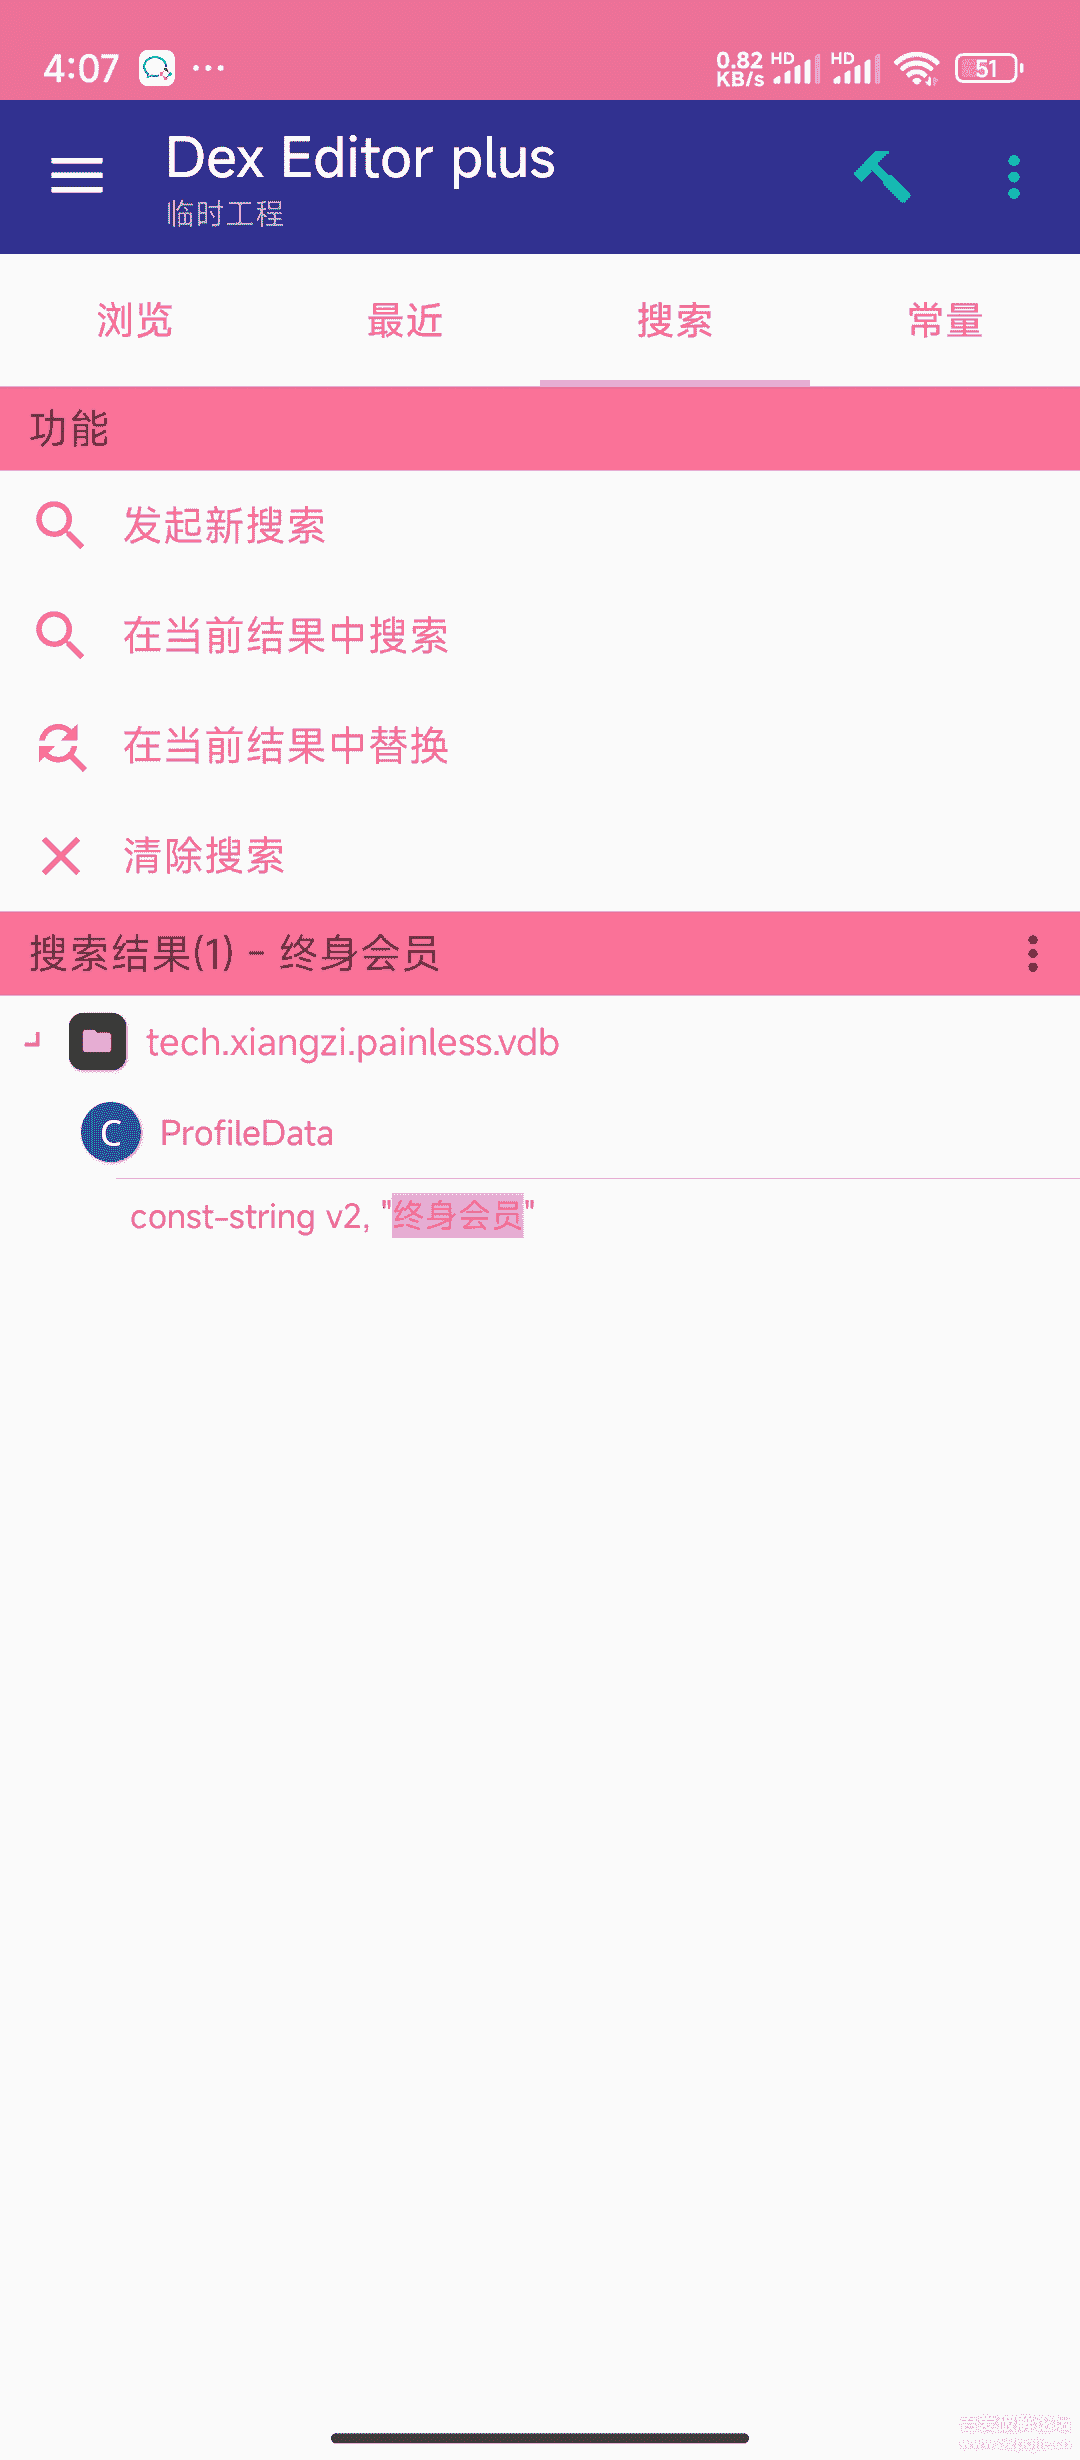 4:07
0.82 KB/s HD HD 51
Dex Editor plus
临时工程
浏览 最近 搜索 常量
功能
发起新搜索
在当前结果中搜索
在当前结果中替换
清除搜索
搜索结果(1) - 终身会员
tech.xiangzi.painless.vdb
C ProfileData
const-string v2, "终身会员"